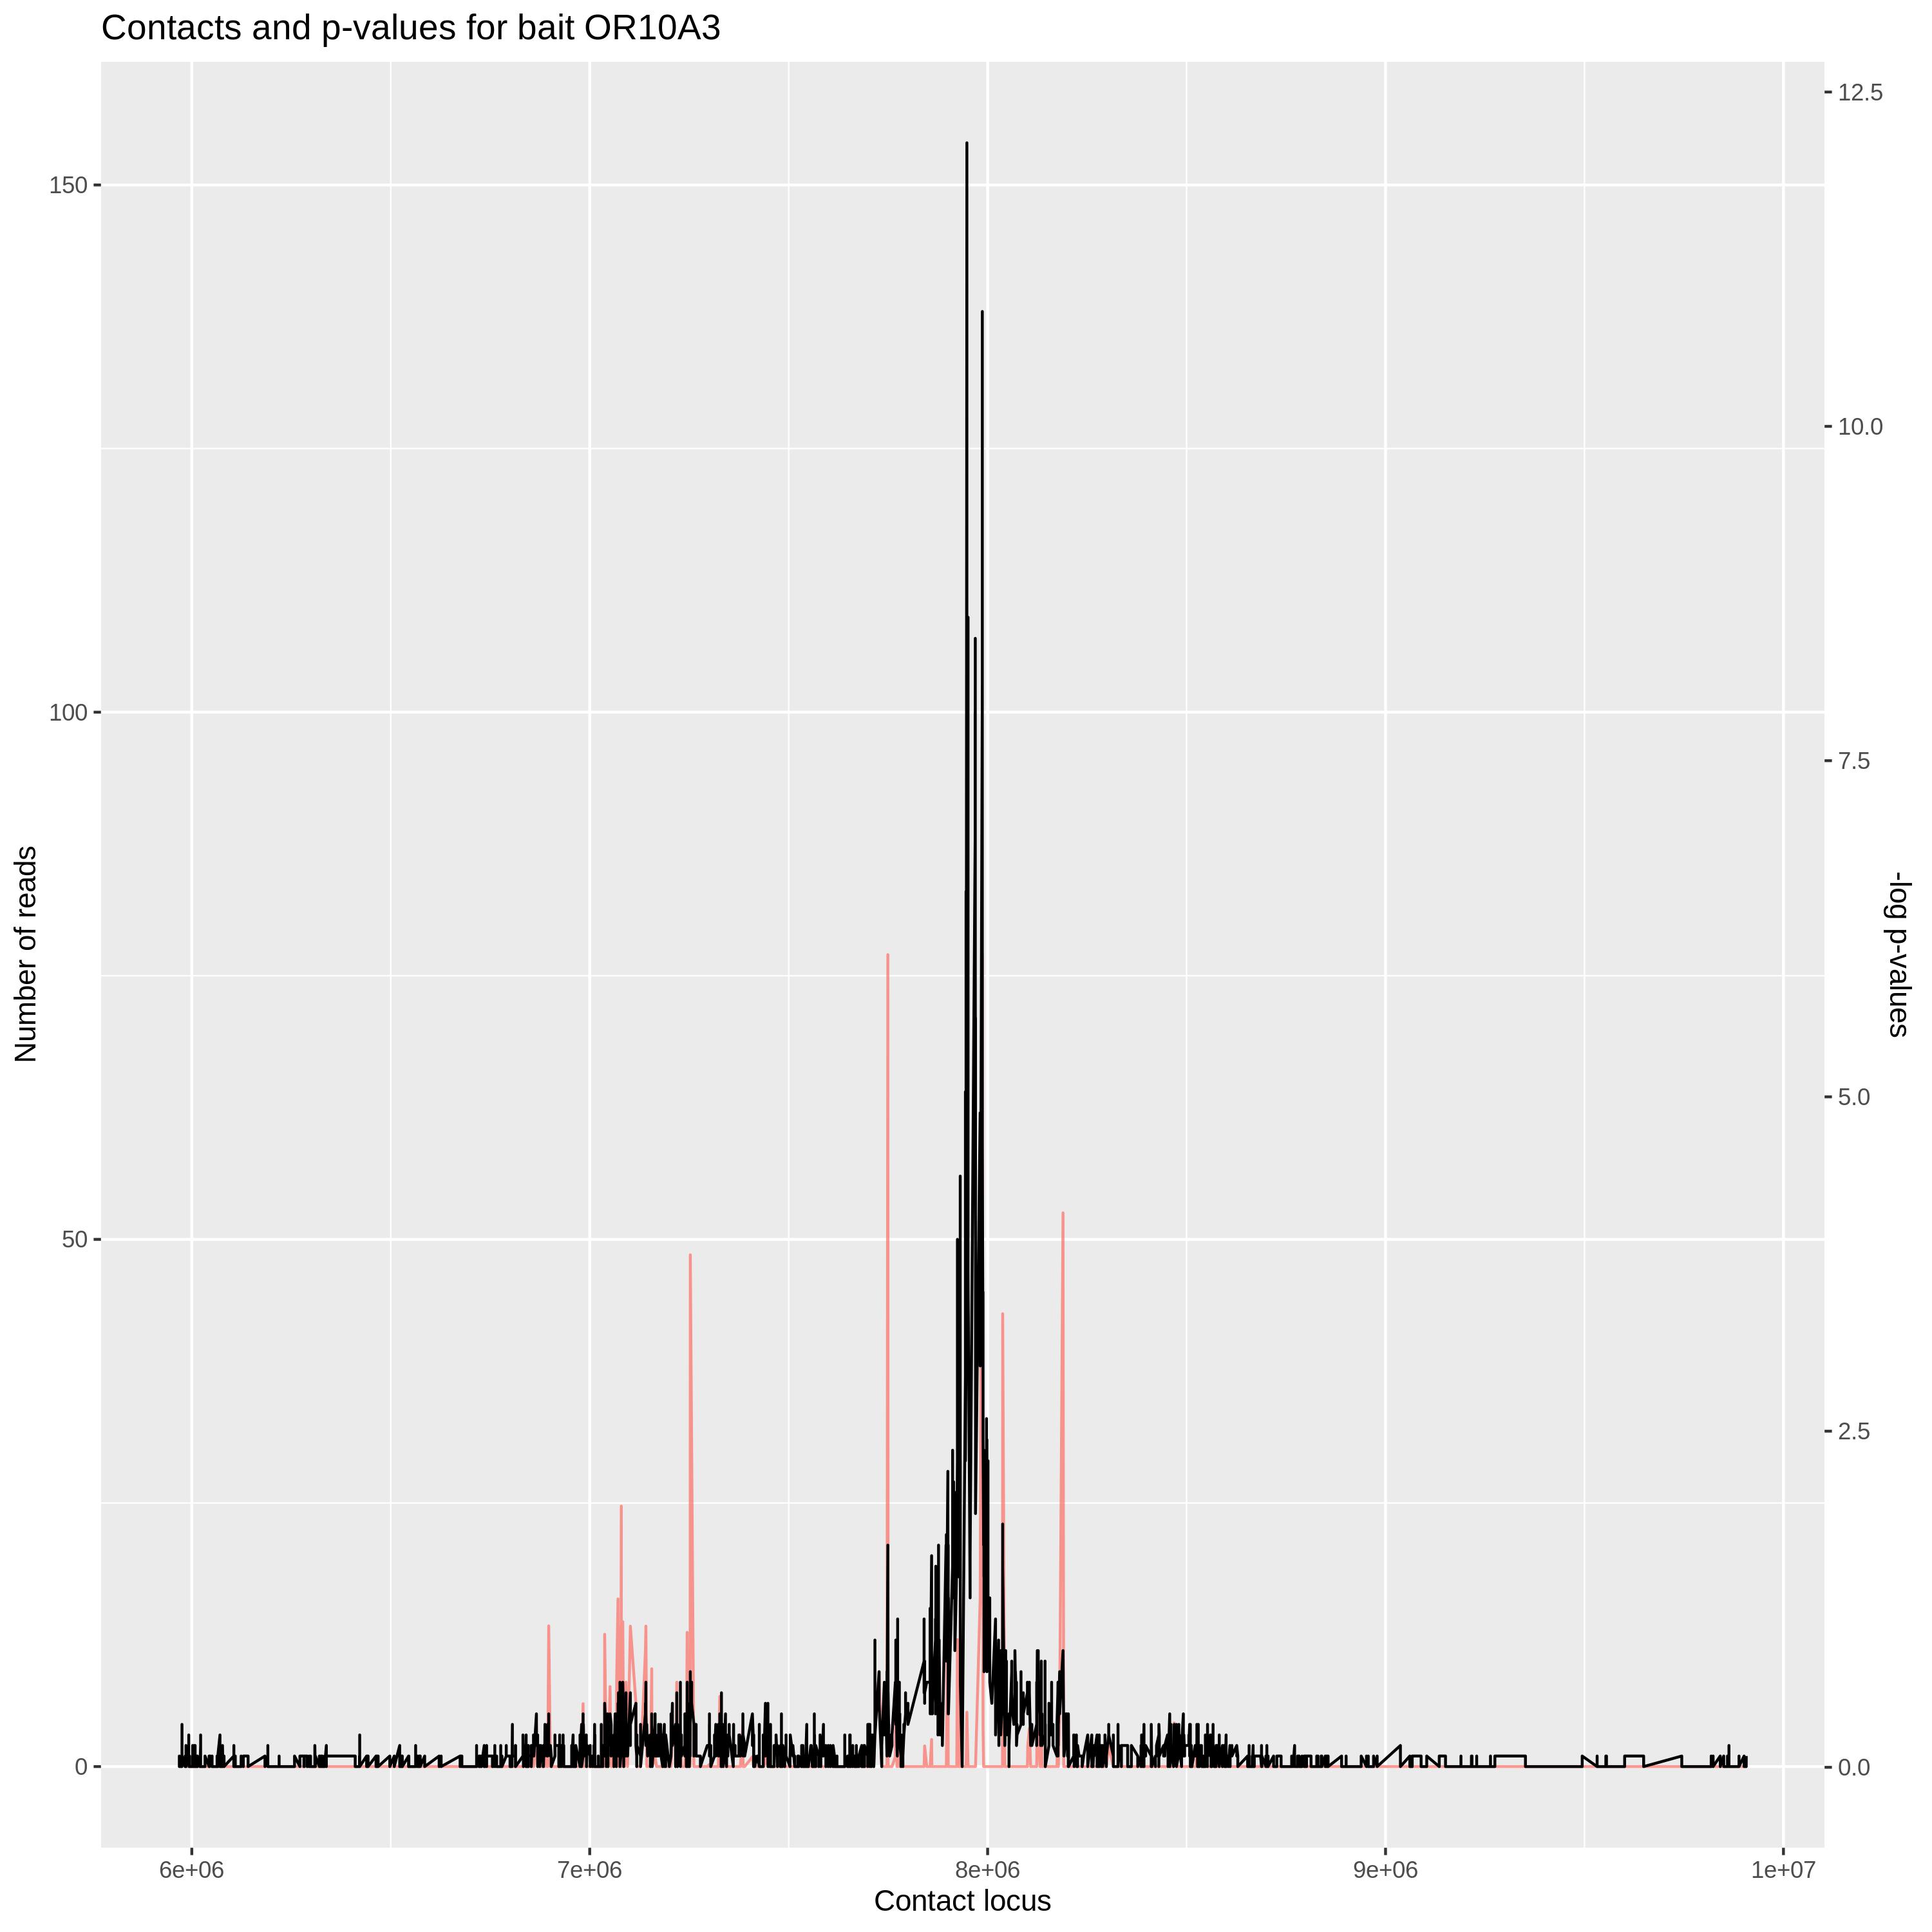 Contacts and p-values for bait OR10A3
12.5
150
10.0
100
7.5
Number of reads
-log p-values
5.0
50
2.5
0
0.0
6e+06
7e+06
8e+06
9e+06
1e+07
Contact locus